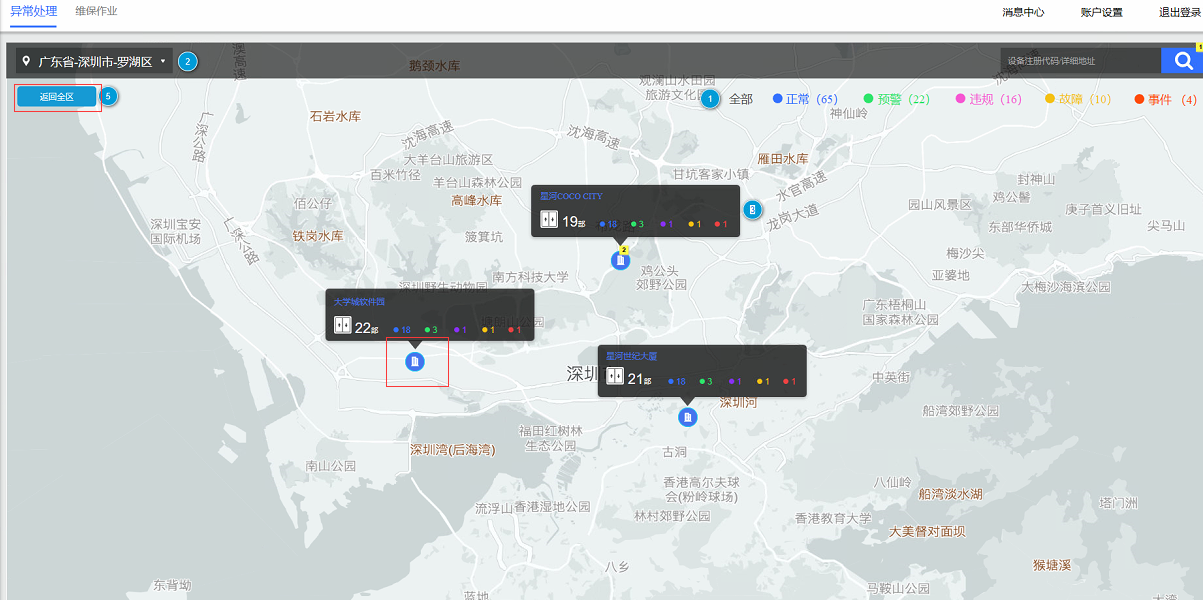 异常处理
维保作业
消息中心
账户设置
退出登录
广东省-深圳市-罗湖区
2
设备注册代码/详细地址
1
返回全区
5
1
全部
正常（65）
预警（22）
违规（16）
故障（10）
事件（4）
鹅颈水库
观澜山水田园
旅游文化
神仙岭
石岩水库
广深公路
沈海高速
沈海高速
大羊台山旅游区
百米竹径
羊台山森林公园
高峰水库
甘坑客家小镇
雁田水库
水官高速
龙岗大道
封神山
鸡公髻
园山风景区
庚子首义旧址
东部华侨城
尖马山
佰公仔
深圳宝安
国际机场
广深公路
铁岗水库
菠萁坑
星河COCO CITY
19部
18
3
1
1
1
3
2
鸡公头
郊野公园
南方科技大学
深圳野生动物园
梅沙尖
亚婆地
大梅沙海滨公园
广东梧桐山
国家森林公园
大学城软件园
22部
18
3
1
1
1
星河世纪大厦
21部
18
3
1
1
1
深圳
深圳河
中英街
船湾郊野公园
福田红树林
生态公园
深圳湾(后海湾)
南山公园
古洞
香港高尔夫球
会(粉岭球场)
八仙岭
船湾淡水湖
塔门洲
流浮山
香港湿地公园
林村郊野公园
香港教育大学
大美督对面坝
猴塘溪
八乡
东背坳
蓝地
马鞍山公园